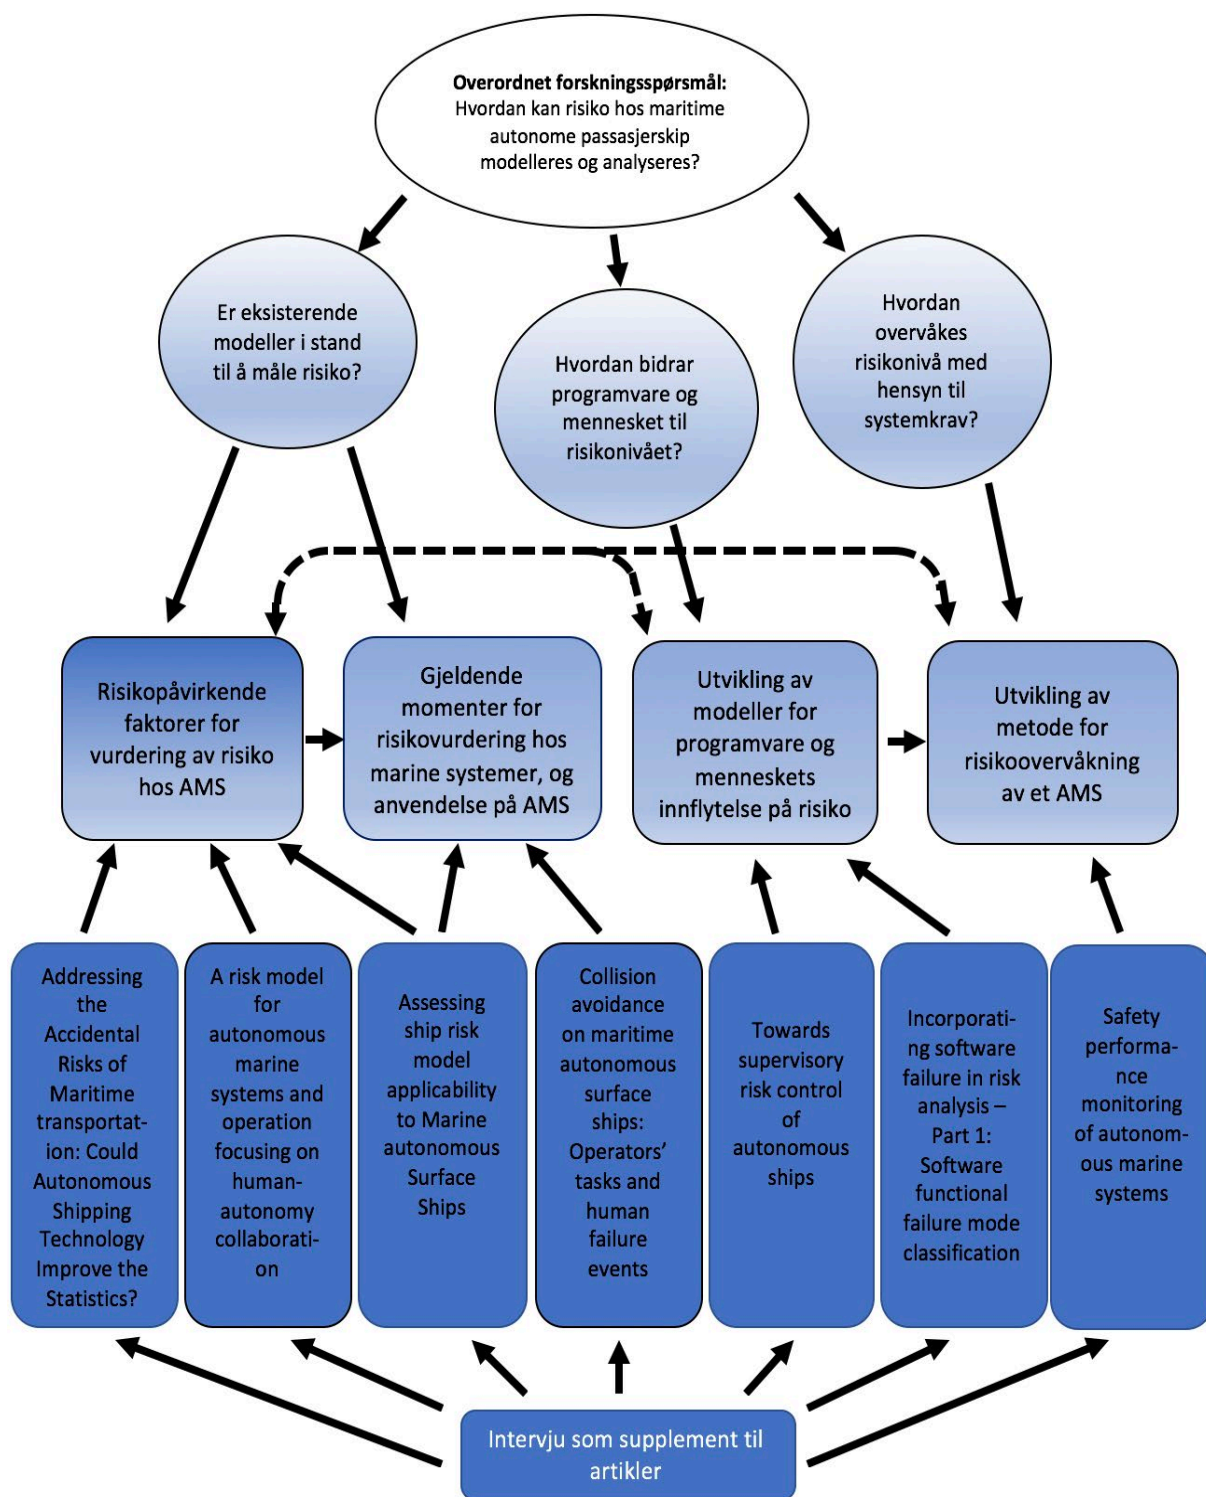 Overordnet forskningsspørsmål:
Hvordan kan risiko hos maritime
autonome passasjerskip
modelleres og analyseres?
Er eksisterende
modeller i stand
til å måle risiko?
Hvordan bidrar
programvare og
mennesket til
risikonivået?
Hvordan
overvåkes
risikonivå med
hensyn til
systemkrav?
Risikopåvirkende
faktorer for
vurdering av risiko
hos AMS
Gjeldende
momenter for
risikovurdering hos
marine systemer, og
anvendelse på AMS
Utvikling av
modeller for
programvare og
menneskets
innflytelse på risiko
Utvikling av
metode for
risikoovervåkning
av et AMS
Addressing
the
Accidental
Risks of
Maritime
transportat-
ion: Could
Autonomous
Shipping
Technology
Improve the
Statistics?
A risk model
for
autonomous
marine
systems and
operation
focusing on
human-
autonomy
collaborati-
on
Assessing
ship risk
model
applicability
to Marine
autonomous
Surface
Ships
Collision
avoidance
on maritime
autonomous
surface
ships:
Operators’
tasks and
human
failure
events
Towards
supervisory
risk control
of
autonomous
ships
Incorporati-
ng software
failure in risk
analysis –
Part 1:
Software
functional
failure mode
classification
Safety
performa-
nce
monitoring
of autonom-
ous marine
systems
Intervju som supplement til
artikler